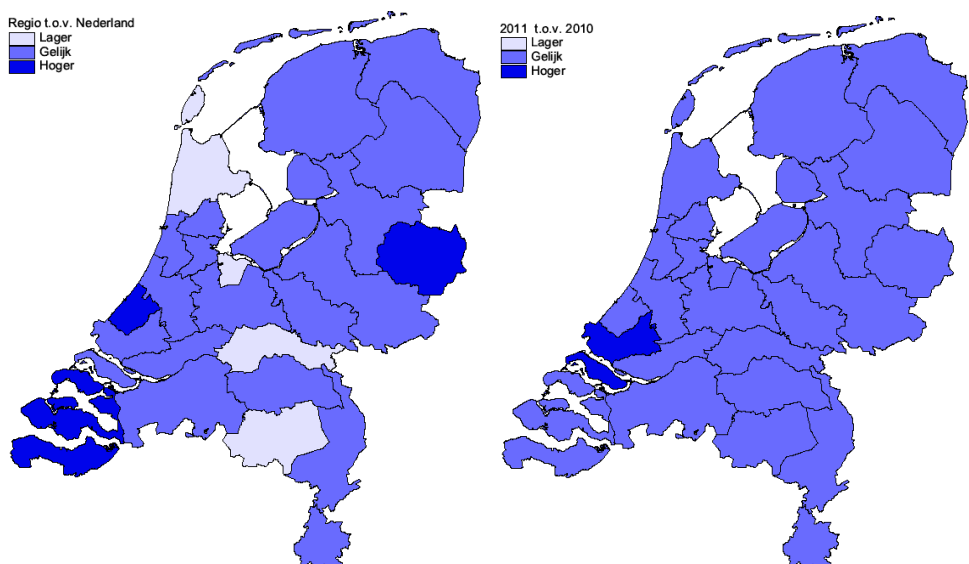 Regio t.o.v. Nederland
Lager
Gelijk
Hoger
2011 t.o.v. 2010
Lager
Gelijk
Hoger